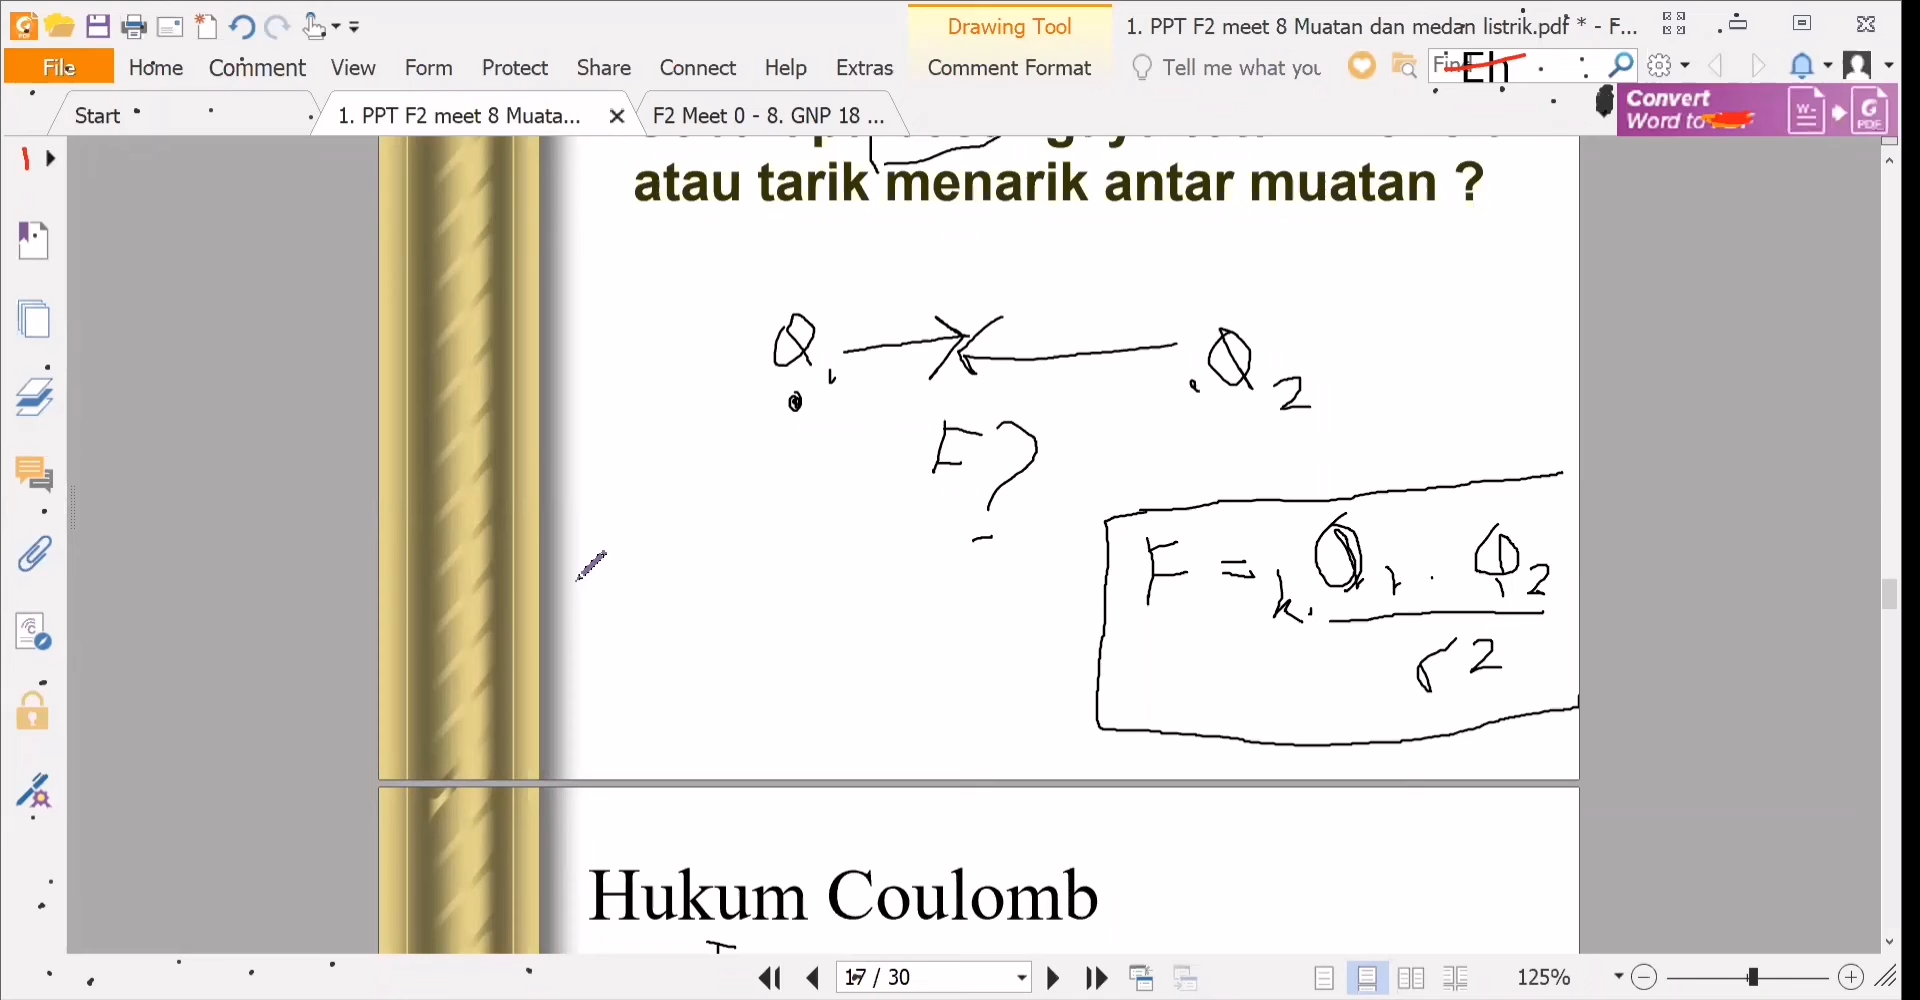 Drawing Tool
1. PPT F2 meet 8 Muatan dan medan listrik.pdf * - F...
File Home Comment View Form Protect Share Connect Help Extras Comment Format Tell me what you Find Eh
Start 1. PPT F2 meet 8 Muata... F2 Meet 0 - 8. GNP 18 ...
Convert
Word to
atau tarik menarik antar muatan ?
Q1 Q2
F?
F = k. Q1 . Q2
r2
Hukum Coulomb
17 / 30
125%